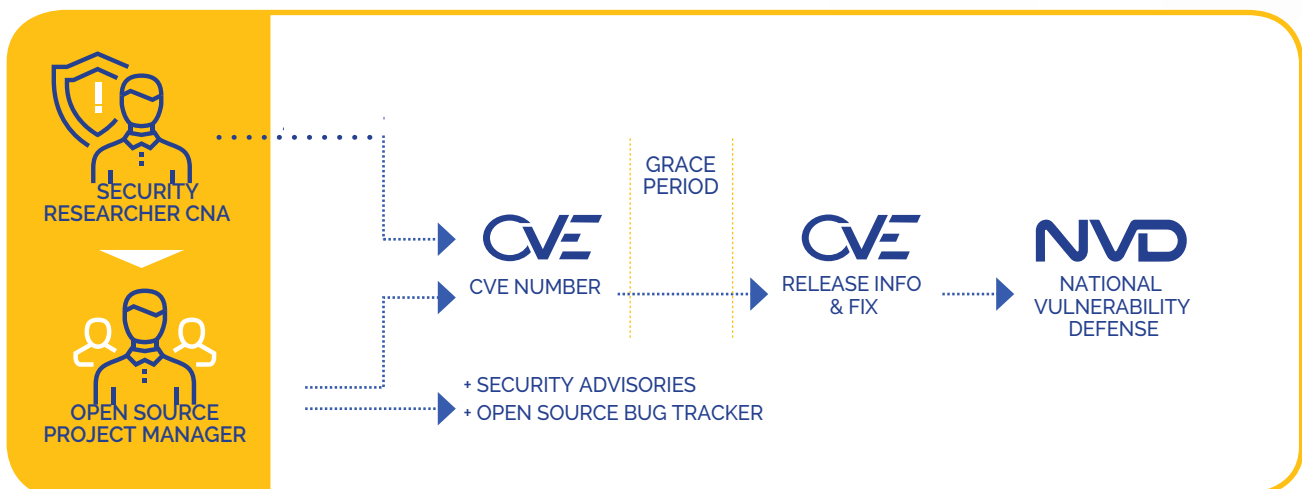 !
SECURITY
RESEARCHER CNA
OPEN SOURCE
PROJECT MANAGER
CVE
CVE NUMBER
GRACE
PERIOD
CVE
RELEASE INFO
& FIX
NVD
NATIONAL
VULNERABILITY
DEFENSE
+ SECURITY ADVISORIES
+ OPEN SOURCE BUG TRACKER